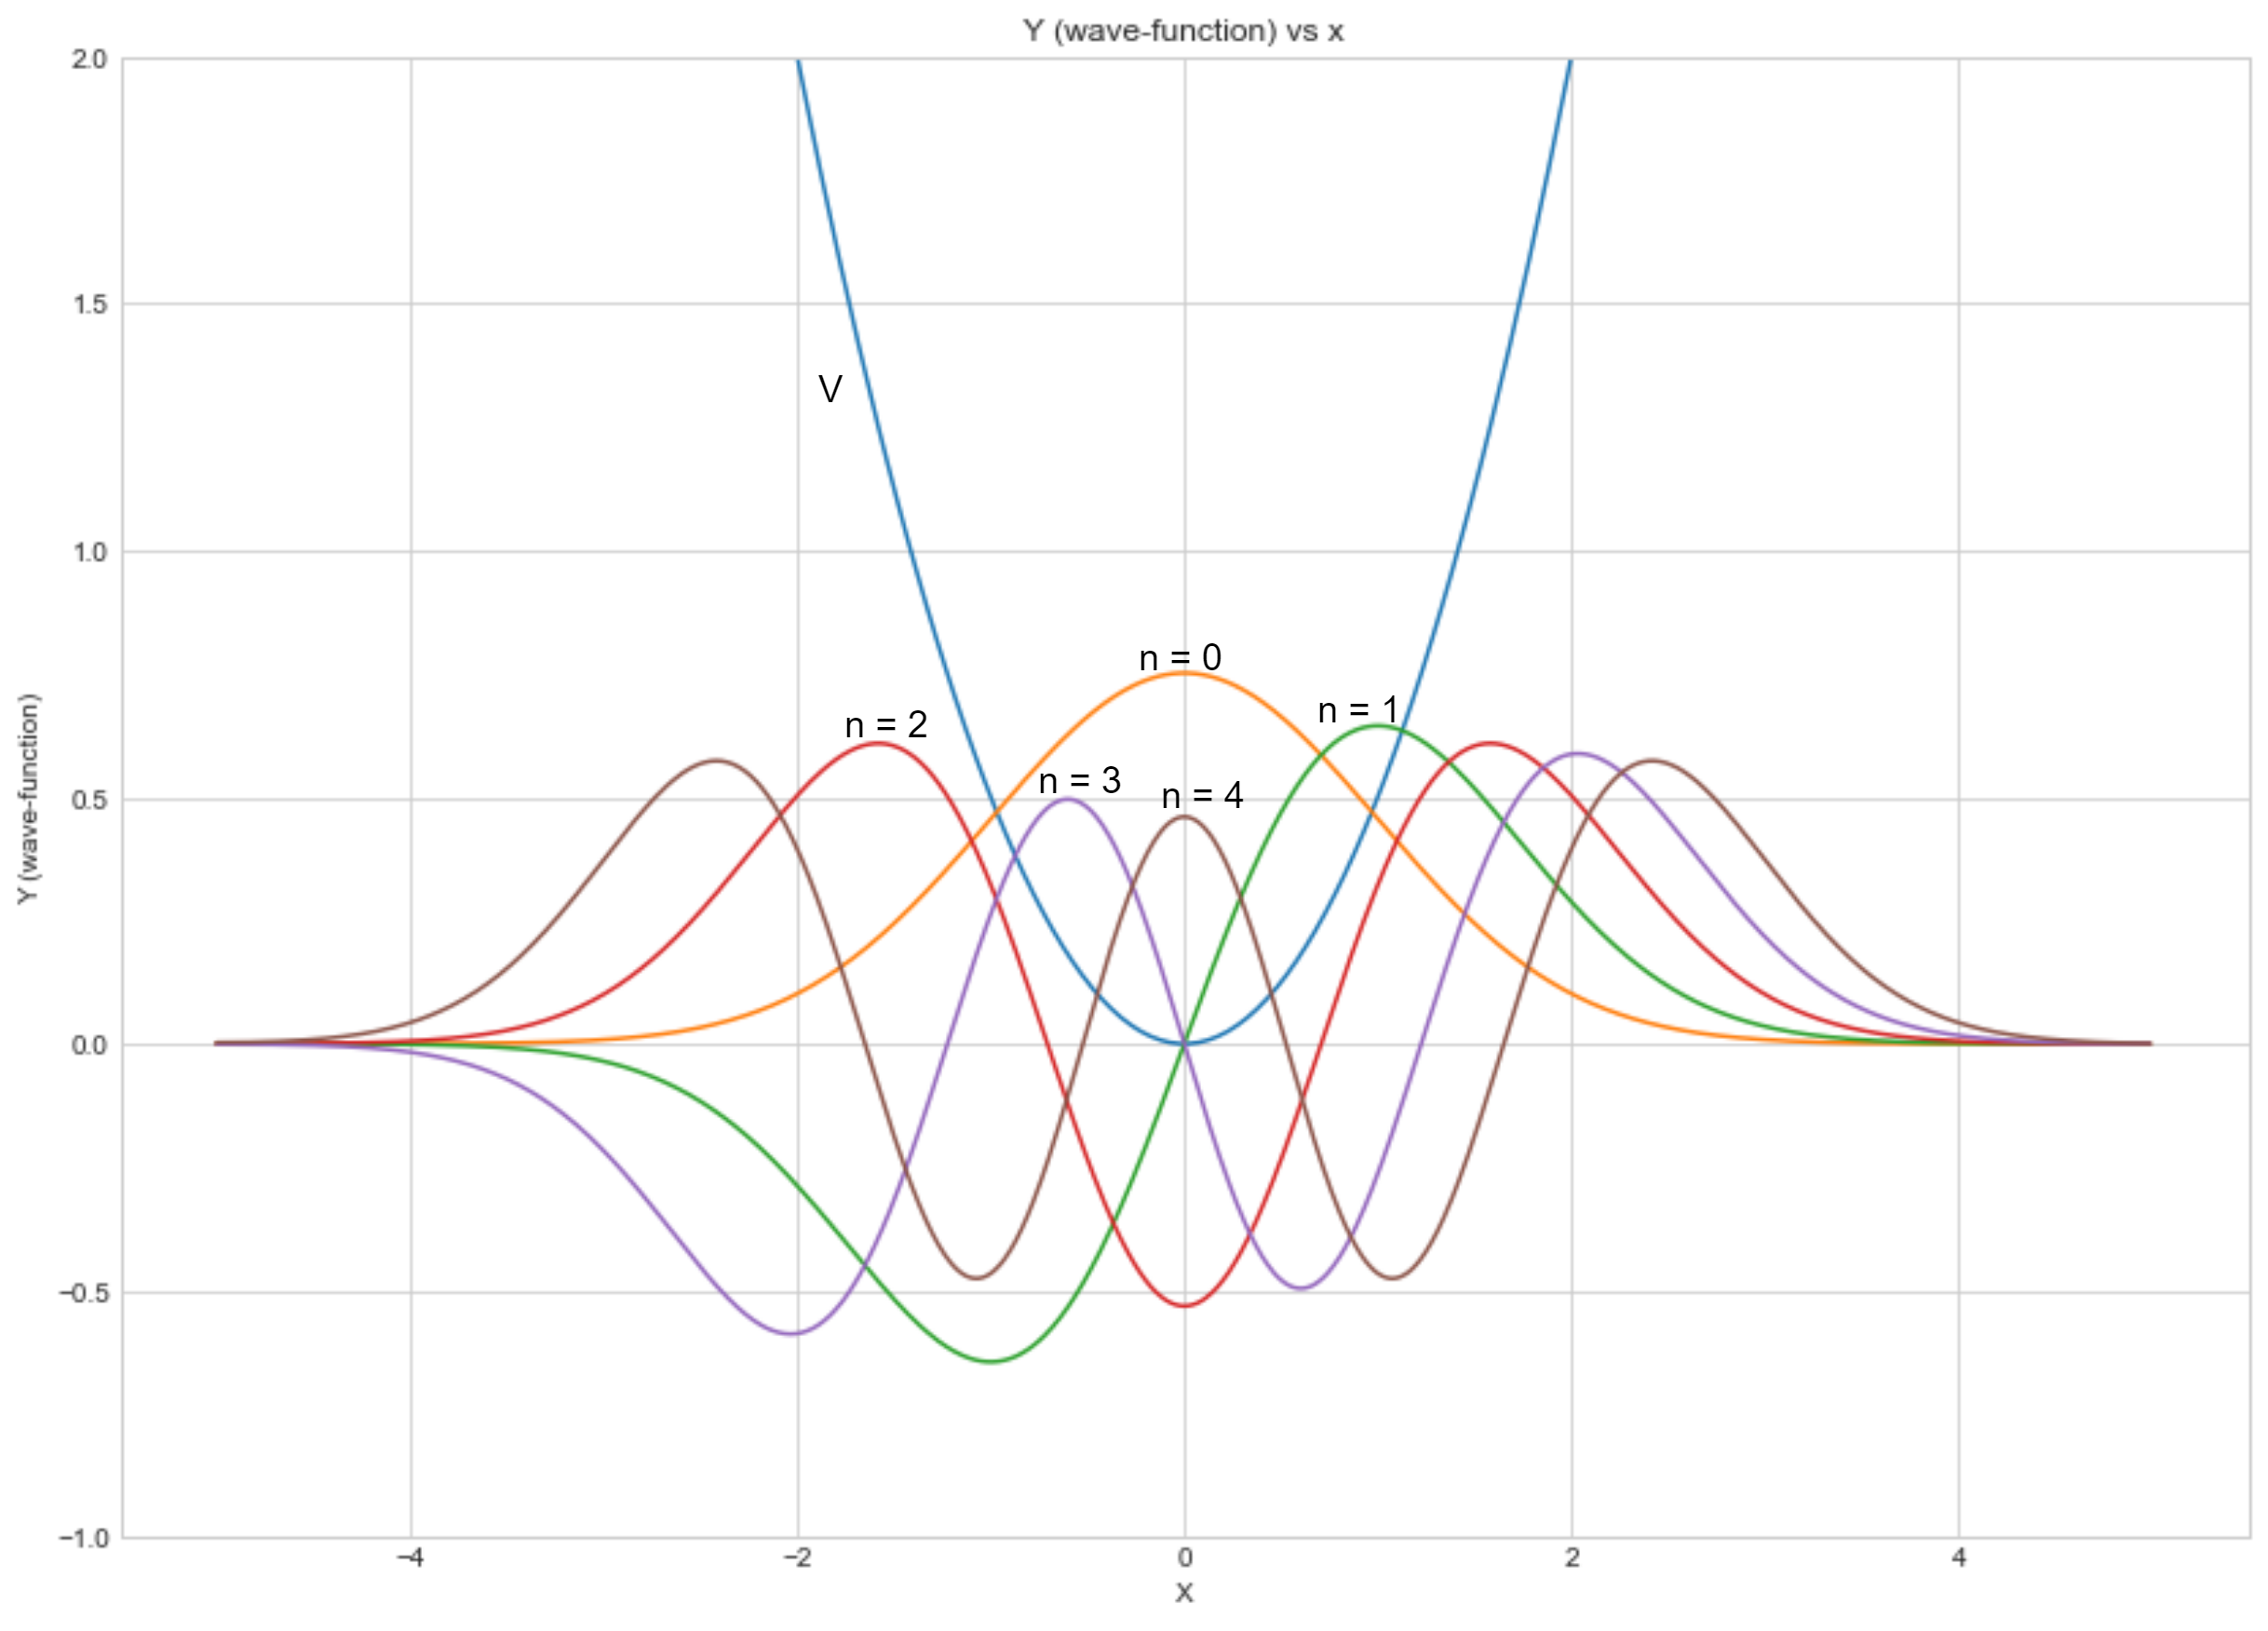 Y (wave-function) vs x
2.0
1.5
1.0
0.5
0.0
−0.5
−1.0
Y (wave-function)
V
n = 0
n = 1
n = 2
n = 3
n = 4
−4
−2
0
2
4
x